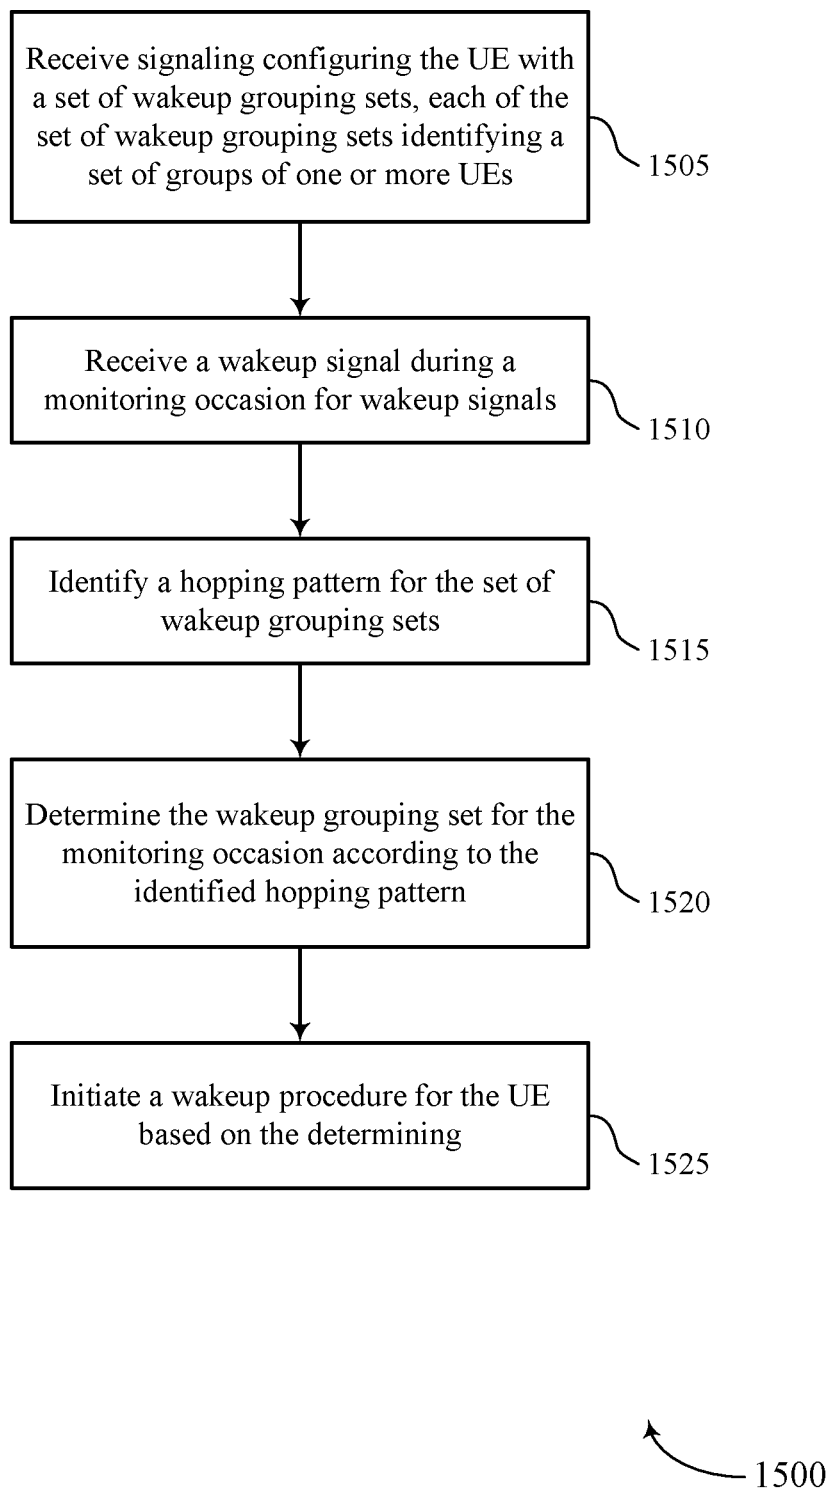 Receive signaling configuring the UE with
a set of wakeup grouping sets, each of the
set of wakeup grouping sets identifying a
set of groups of one or more UEs
1505
Receive a wakeup signal during a
monitoring occasion for wakeup signals
1510
Identify a hopping pattern for the set of
wakeup grouping sets
1515
Determine the wakeup grouping set for the
monitoring occasion according to the
identified hopping pattern
1520
Initiate a wakeup procedure for the UE
based on the determining
1525
1500